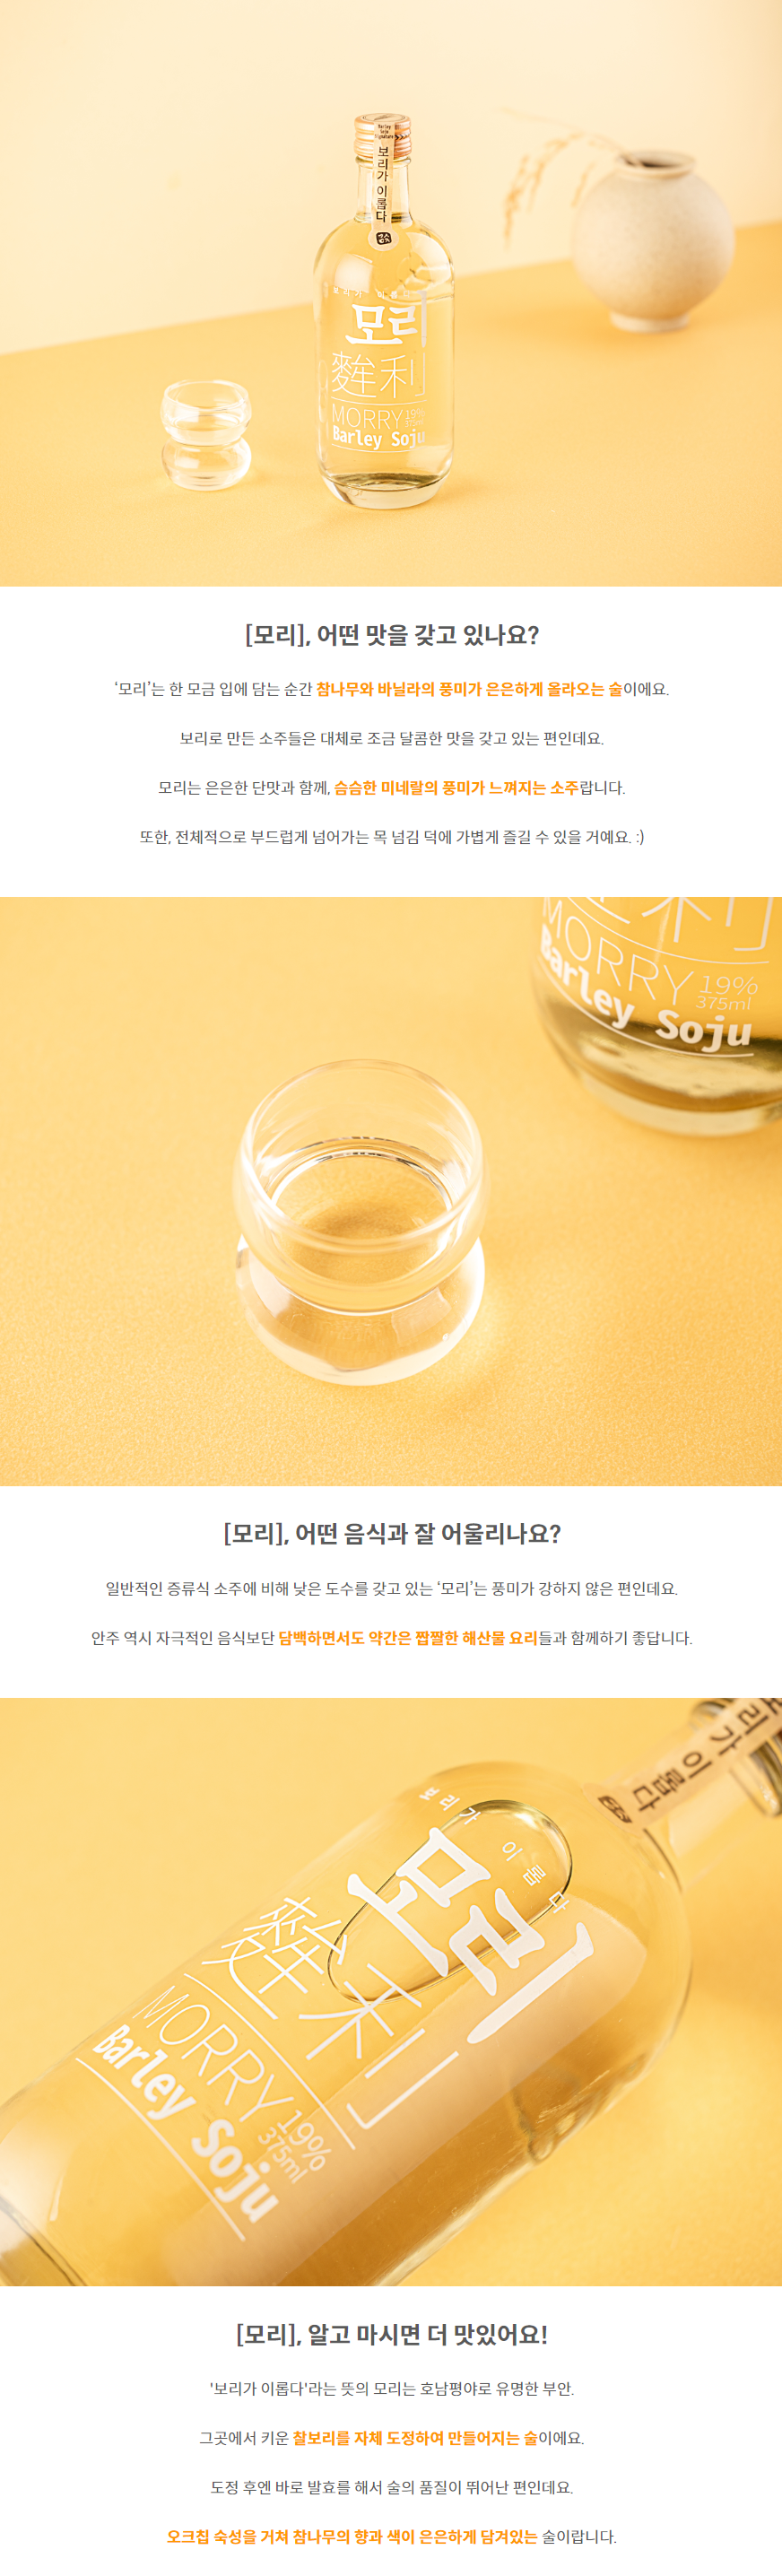 Barley
Soju
Signature
보리가 이롭다
보리가 이롭다
모리
麰利
MORRY 19%
375ml
Barley Soju
[모리], 어떤 맛을 갖고 있나요?
‘모리’는 한 모금 입에 담는 순간 참나무와 바닐라의 풍미가 은은하게 올라오는 술이에요.
보리로 만든 소주들은 대체로 조금 달콤한 맛을 갖고 있는 편인데요.
모리는 은은한 단맛과 함께, 슴슴한 미네랄의 풍미가 느껴지는 소주랍니다.
또한, 전체적으로 부드럽게 넘어가는 목 넘김 덕에 가볍게 즐길 수 있을 거예요. :)
MORRY 19%
375ml
Barley Soju
[모리], 어떤 음식과 잘 어울리나요?
일반적인 증류식 소주에 비해 낮은 도수를 갖고 있는 ‘모리’는 풍미가 강하지 않은 편인데요.
안주 역시 자극적인 음식보단 담백하면서도 약간은 짭짤한 해산물 요리들과 함께하기 좋답니다.
리가 이롭다
보리가 이롭다
모리
麰利
MORRY 19%
375ml
Barley Soju
[모리], 알고 마시면 더 맛있어요!
'보리가 이롭다'라는 뜻의 모리는 호남평야로 유명한 부안.
그곳에서 키운 찰보리를 자체 도정하여 만들어지는 술이에요.
도정 후엔 바로 발효를 해서 술의 품질이 뛰어난 편인데요.
오크칩 숙성을 거쳐 참나무의 향과 색이 은은하게 담겨있는 술이랍니다.